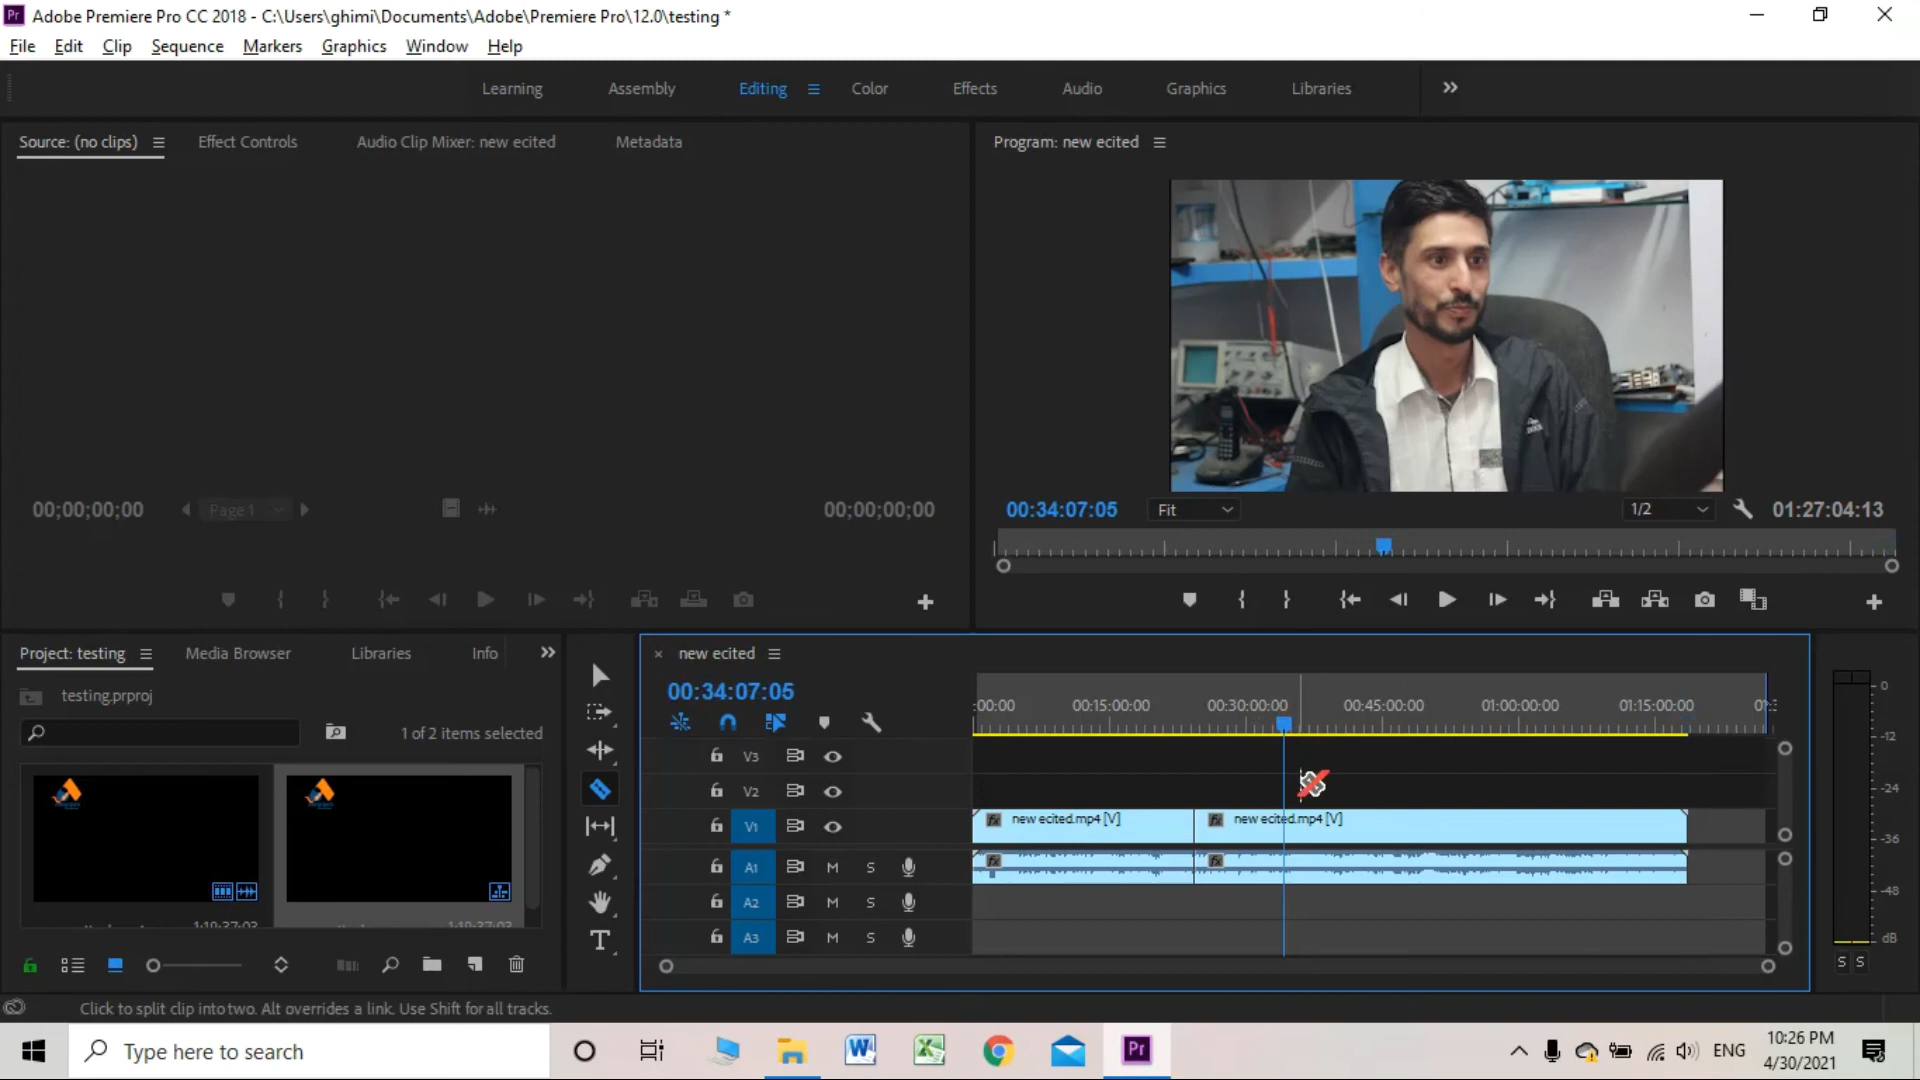 Adobe Premiere Pro CC 2018 - C:\Users\ghimi\Documents\Adobe\Premiere Pro\12.0\testing *
File Edit Clip Sequence Markers Graphics Window Help
Learning Assembly Editing Color Effects Audio Graphics Libraries
Source: (no clips) Effect Controls Audio Clip Mixer: new ecited Metadata
Program: new ecited
00;00;00;00 Page 1 00;00;00;00
00:34:07:05 Fit 1/2 01:27:04:13
Project: testing Media Browser Libraries Info
testing.prproj
1 of 2 items selected
new ecited
00:34:07:05
:00:00 00:15:00:00 00:30:00:00 00:45:00:00 01:00:00:00 01:15:00:00
V3
V2
V1 new ecited.mp4 [V] new ecited.mp4 [V]
A1 M S
A2 M S
A3 M S
0
-12
-24
-36
-48
dB
S S
Click to split clip into two. Alt overrides a link. Use Shift for all tracks.
Type here to search
ENG
10:26 PM
4/30/2021